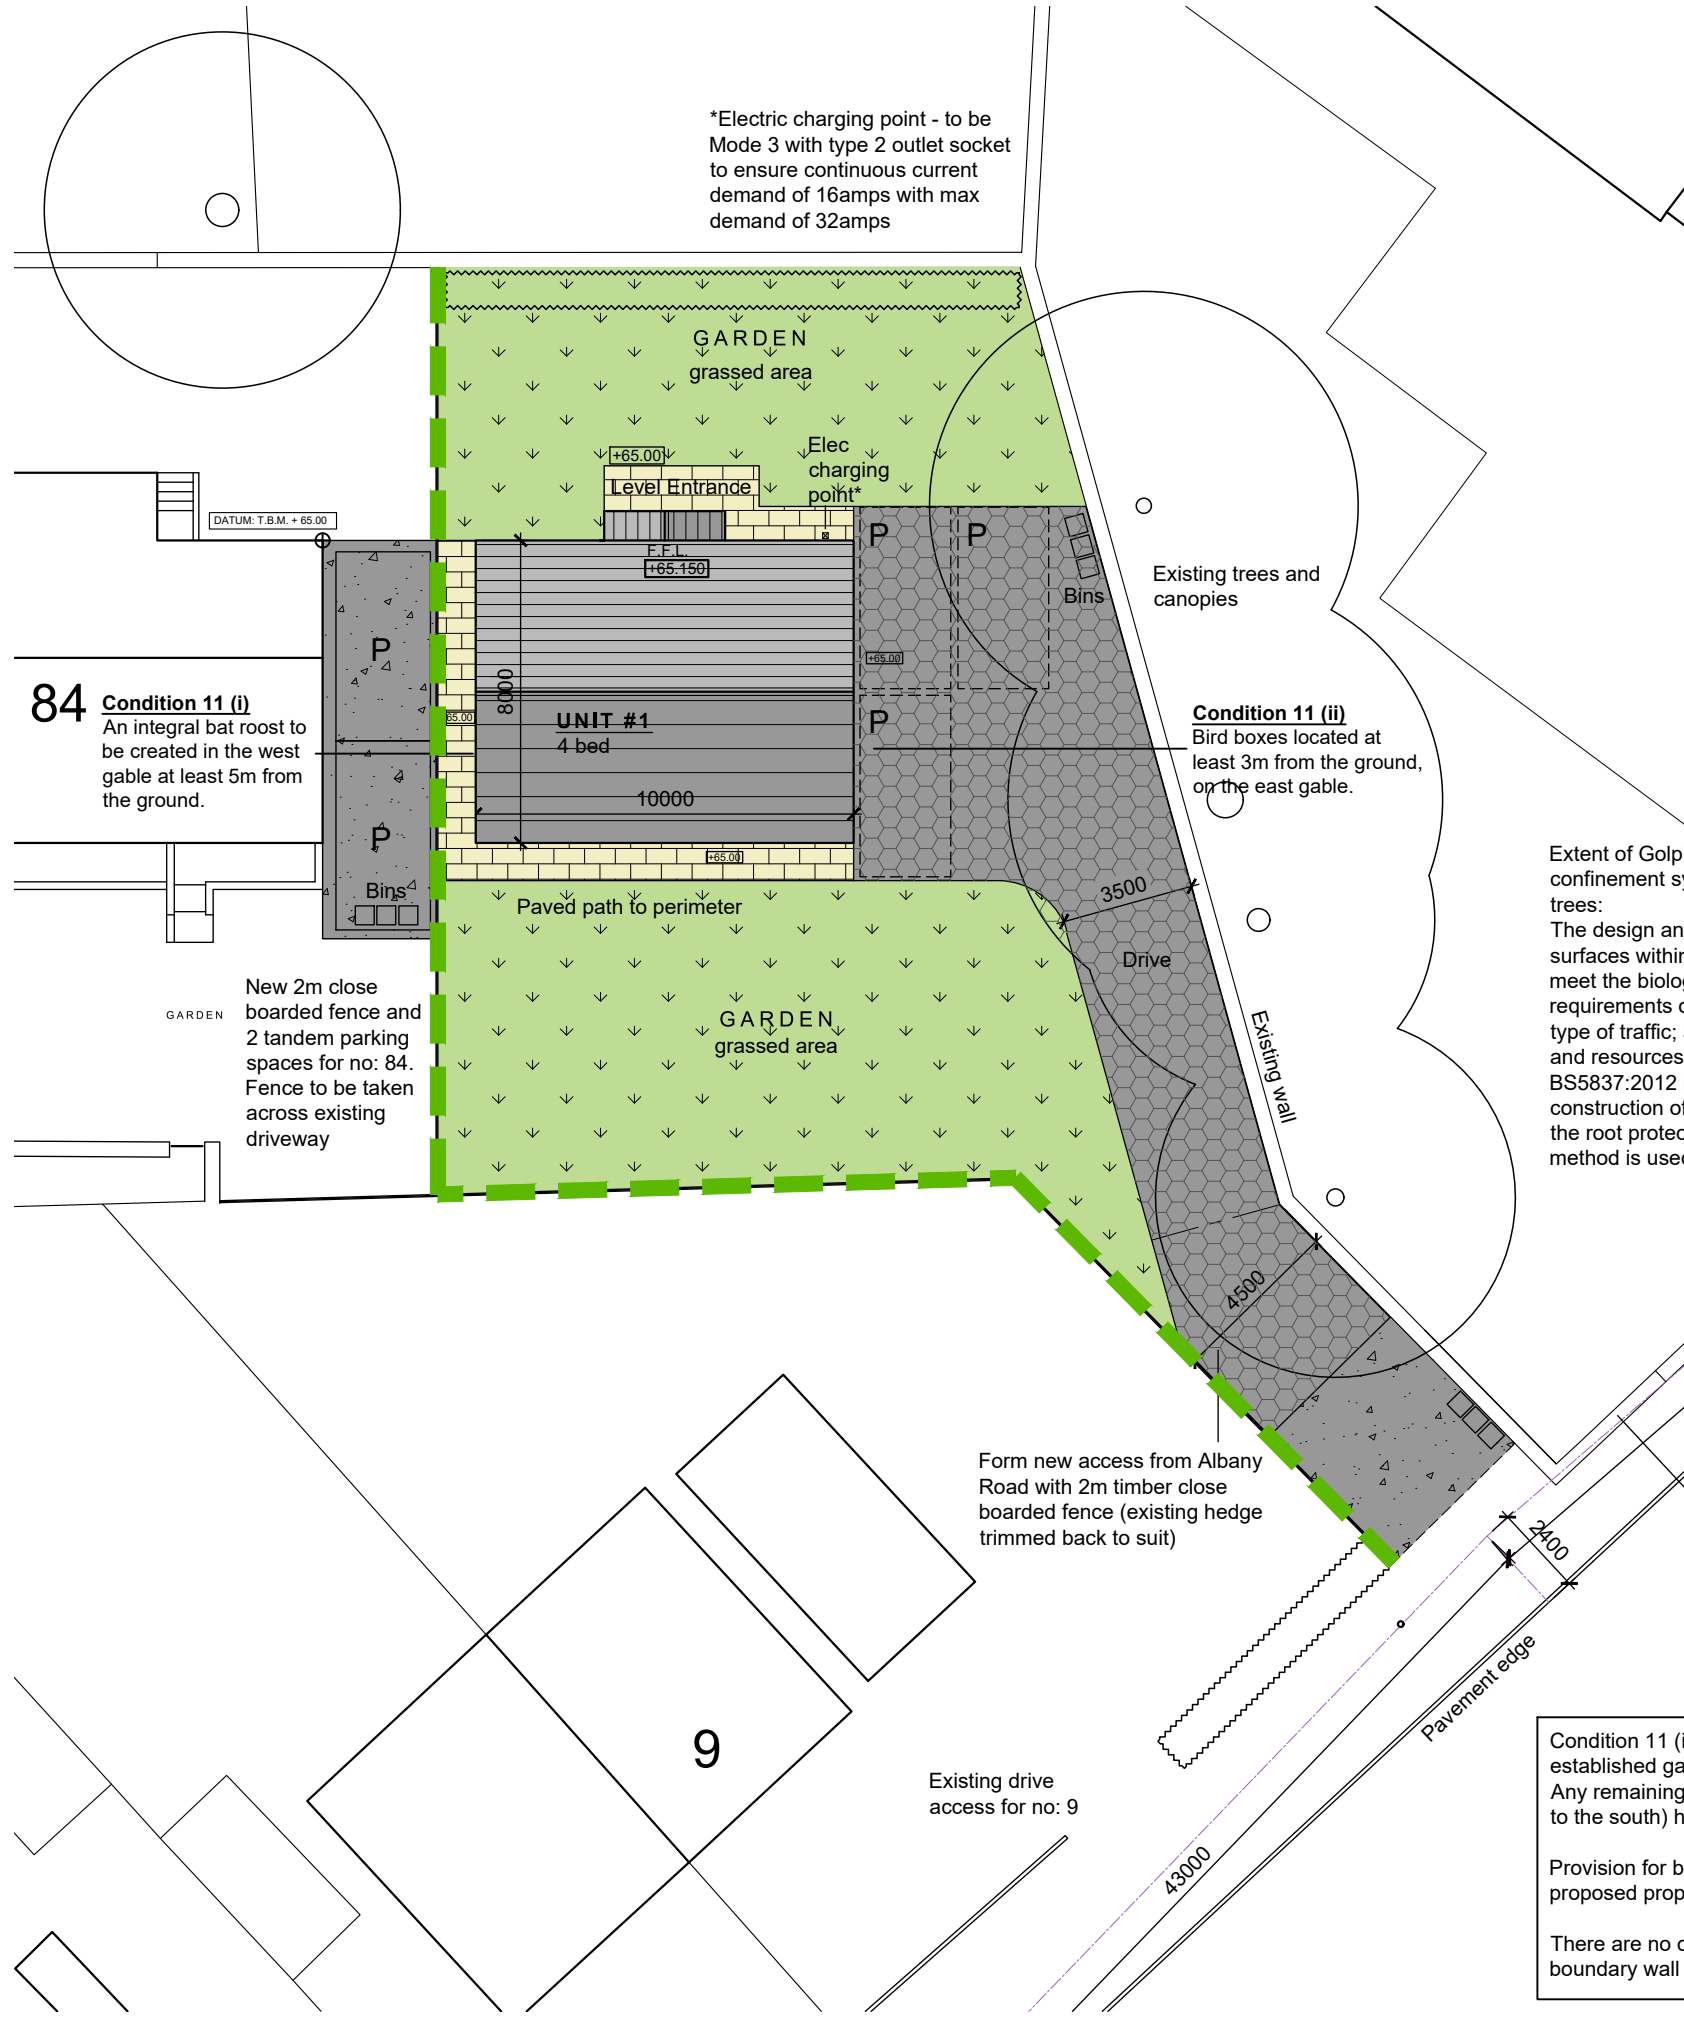 *Electric charging point - to be
Mode 3 with type 2 outlet socket
to ensure continuous current
demand of 16amps with max
demand of 32amps
GARDEN
grassed area
+65.00
Level Entrance
Elec
charging
point*
DATUM: T.B.M. + 65.00
F.F.L.
+65.150
P
P
Bins
Existing trees and
canopies
P
+65.00
8000
84
Condition 11 (i)
An integral bat roost to
be created in the west
gable at least 5m from
the ground.
65.00
UNIT #1
4 bed
P
Condition 11 (ii)
Bird boxes located at
least 3m from the ground,
on the east gable.
10000
P
+65.00
Bins
Paved path to perimeter
3500
Drive
Extent of Golp
confinement sy
trees:
The design an
surfaces within
meet the biolog
requirements o
type of traffic; a
and resources
BS5837:2012
construction of
the root protec
method is used
GARDEN
New 2m close
boarded fence and
2 tandem parking
spaces for no: 84.
Fence to be taken
across existing
driveway
GARDEN
grassed area
Existing wall
4500
Form new access from Albany
Road with 2m timber close
boarded fence (existing hedge
trimmed back to suit)
2400
Pavement edge
9
Existing drive
access for no: 9
43000
Condition 11 (i
established ga
Any remaining
to the south) h
Provision for b
proposed prop
There are no c
boundary wall